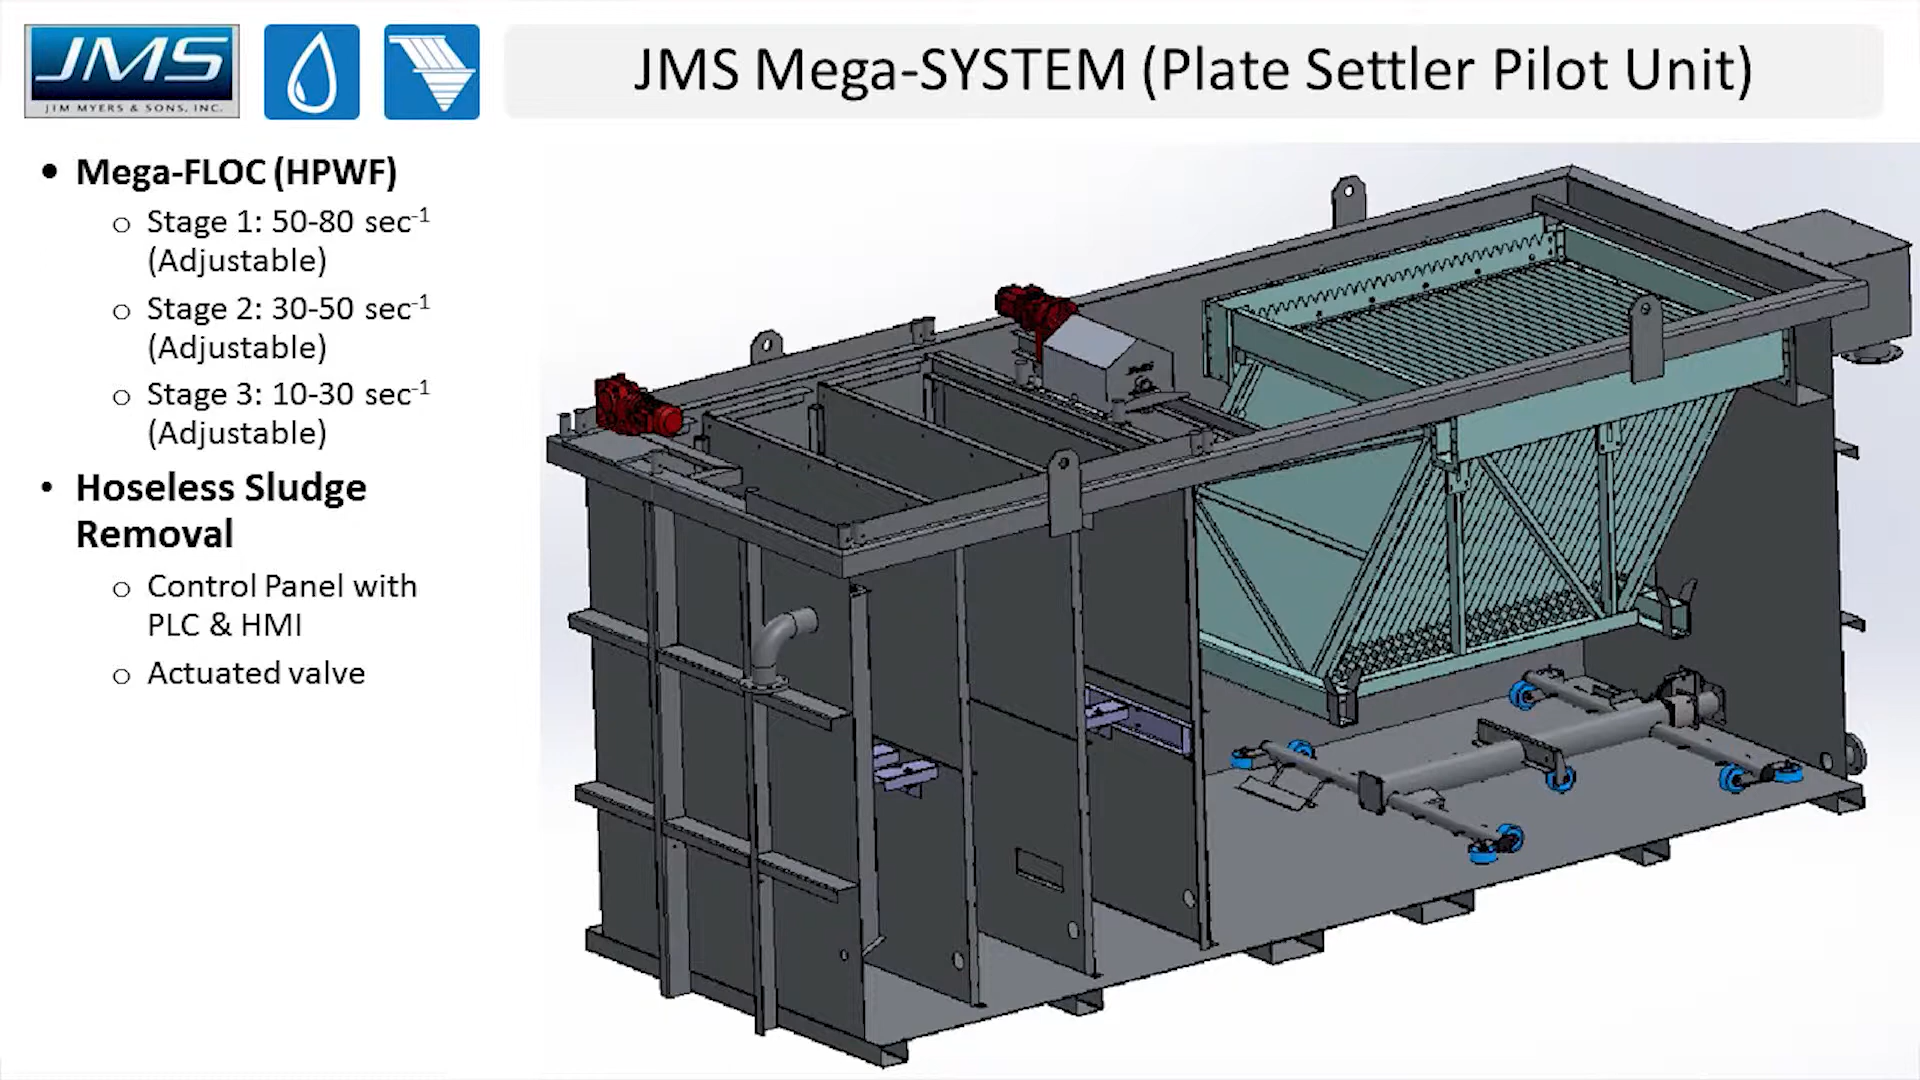 JMS
JIM MYERS & SONS, INC.
JMS Mega-SYSTEM (Plate Settler Pilot Unit)
• Mega-FLOC (HPWF)
o Stage 1: 50-80 sec⁻¹
(Adjustable)
o Stage 2: 30-50 sec⁻¹
(Adjustable)
o Stage 3: 10-30 sec⁻¹
(Adjustable)
• Hoseless Sludge
Removal
o Control Panel with
PLC & HMI
o Actuated valve